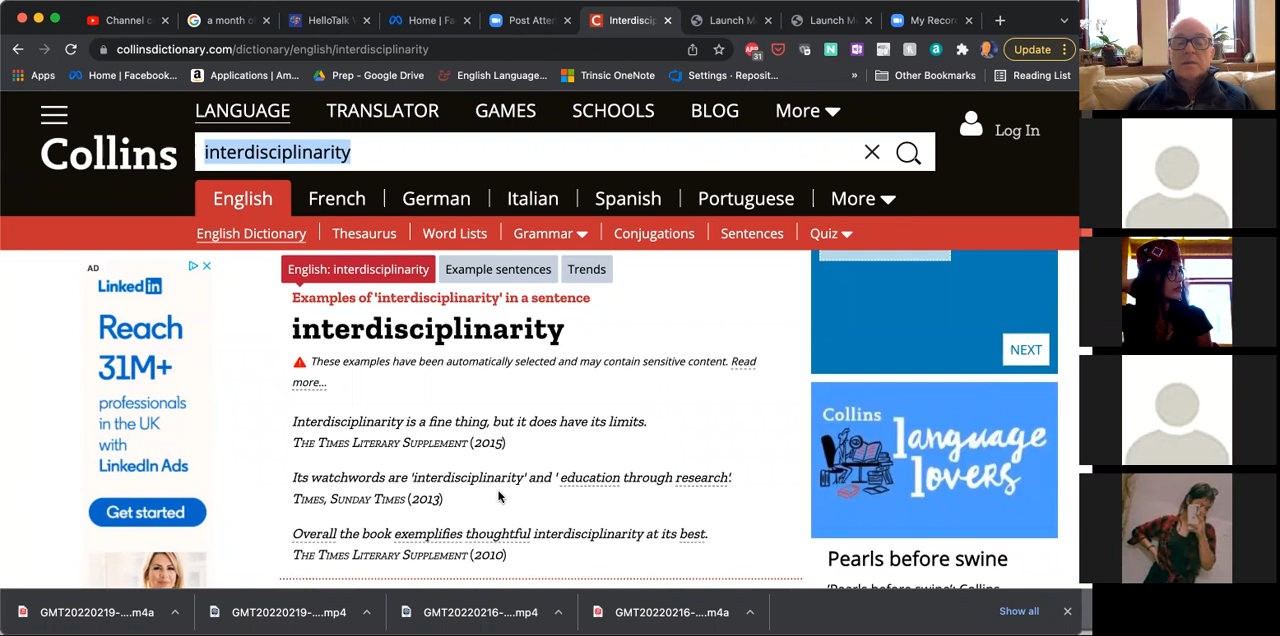 Channel c
a month o
HelloTalk
Home | Fa
Post Atter
Interdiscip
Launch M
Launch M
My Recor
collinsdictionary.com/dictionary/english/interdisciplinarity
31
Update
Apps
Home | Facebook...
Applications | Am...
Prep - Google Drive
English Language...
Trinsic OneNote
Settings · Reposit...
»
Other Bookmarks
Reading List
LANGUAGE
TRANSLATOR
GAMES
SCHOOLS
BLOG
More
Log In
Collins
interdisciplinarity
English
French
German
Italian
Spanish
Portuguese
More
English Dictionary
Thesaurus
Word Lists
Grammar
Conjugations
Sentences
Quiz
AD
LinkedIn
Reach
31M+
professionals
in the UK
with
LinkedIn Ads
Get started
English: interdisciplinarity
Example sentences
Trends
Examples of 'interdisciplinarity' in a sentence
interdisciplinarity
These examples have been automatically selected and may contain sensitive content. Read
more...
Interdisciplinarity is a fine thing, but it does have its limits.
THE TIMES LITERARY SUPPLEMENT (2015)
Its watchwords are 'interdisciplinarity' and ' education through research'.
TIMES, SUNDAY TIMES (2013)
Overall the book exemplifies thoughtful interdisciplinarity at its best.
THE TIMES LITERARY SUPPLEMENT (2010)
NEXT
Collins
language
lovers
Pearls before swine
'Pearls before swine': Collins
GMT20220219-....m4a
GMT20220219-....mp4
GMT20220216-....mp4
GMT20220216-....m4a
Show all